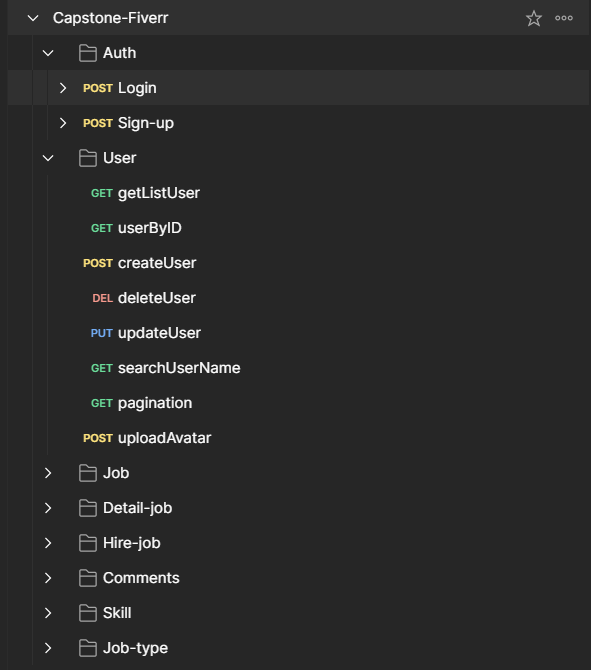 Capstone-Fiverr
Auth
POST Login
POST Sign-up
User
GET getListUser
GET userByID
POST createUser
DEL deleteUser
PUT updateUser
GET searchUserName
GET pagination
POST uploadAvatar
Job
Detail-job
Hire-job
Comments
Skill
Job-type